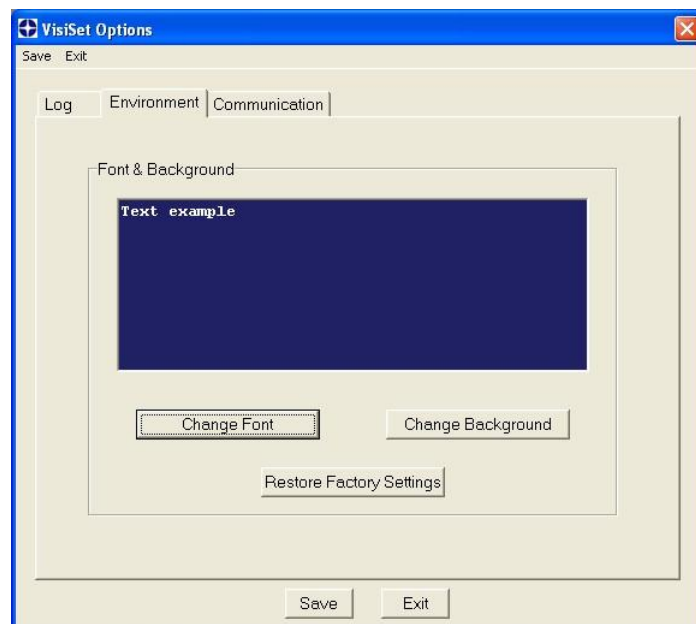 VisiSet Options
Save Exit
Log Environment Communication
Font & Background
Text example
Change Font Change Background
Restore Factory Settings
Save Exit